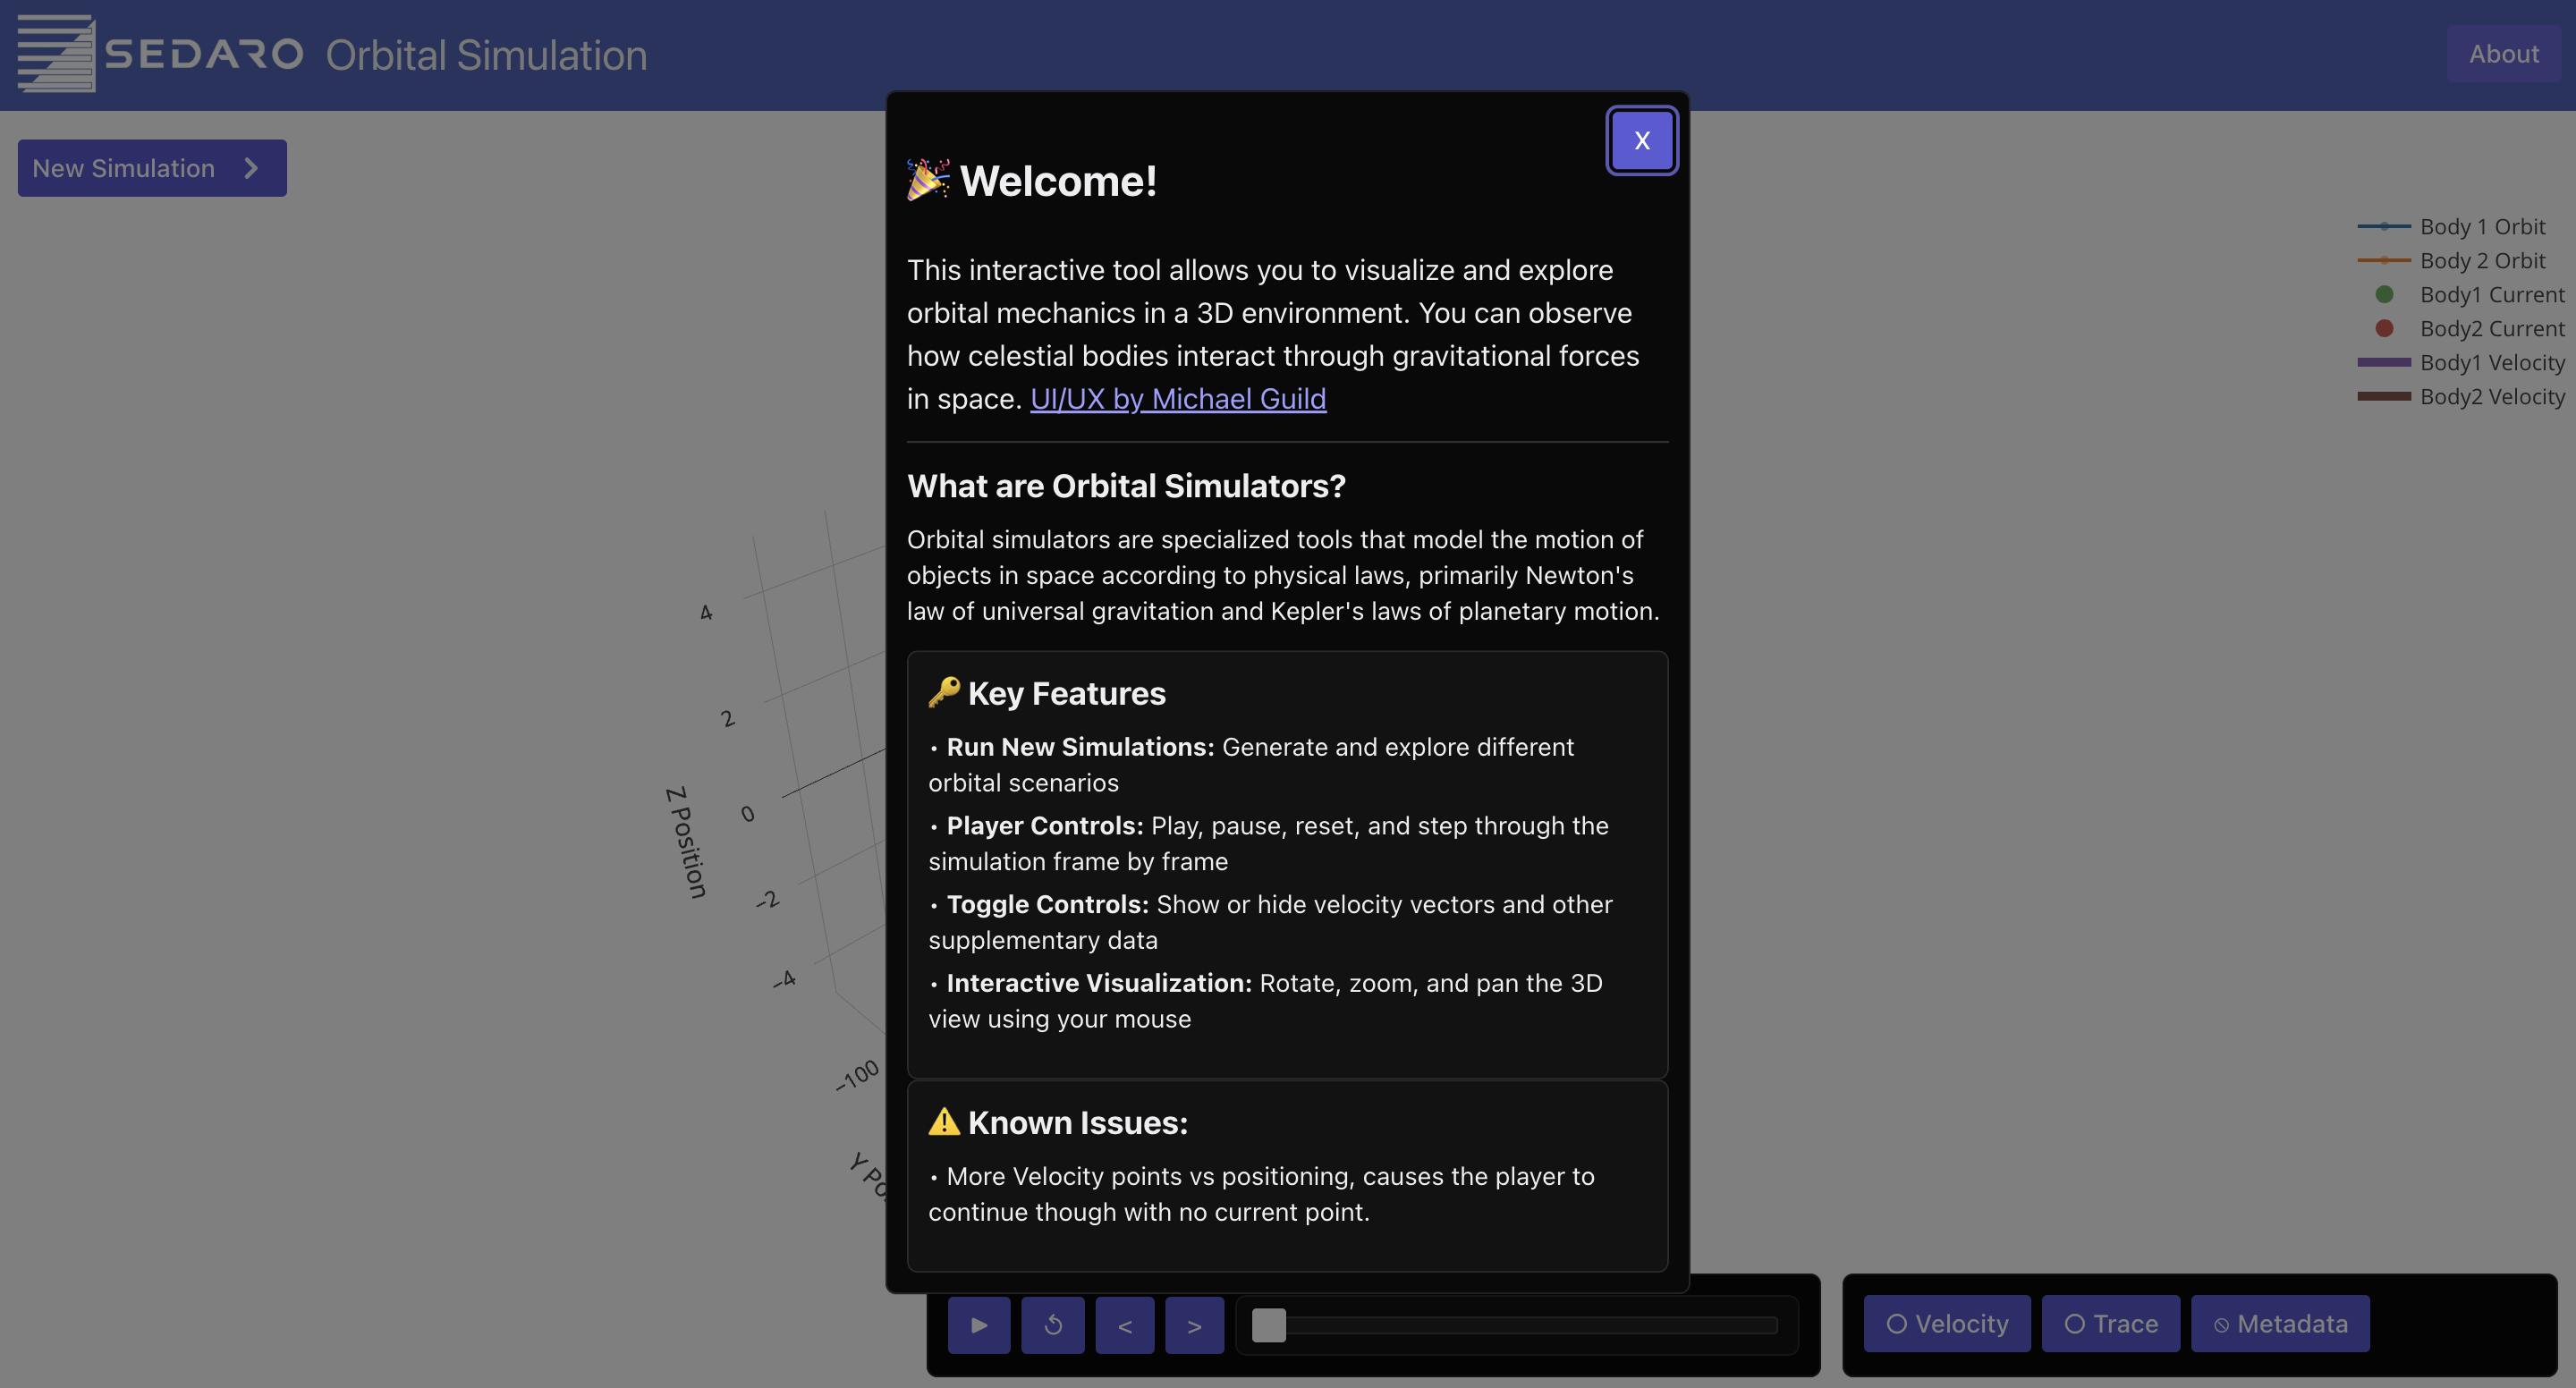 SEDARO Orbital Simulation
About
New Simulation
X
Welcome!
This interactive tool allows you to visualize and explore
orbital mechanics in a 3D environment. You can observe
how celestial bodies interact through gravitational forces
in space. UI/UX by Michael Guild
What are Orbital Simulators?
Orbital simulators are specialized tools that model the motion of
objects in space according to physical laws, primarily Newton's
law of universal gravitation and Kepler's laws of planetary motion.
Key Features
• Run New Simulations: Generate and explore different
orbital scenarios
• Player Controls: Play, pause, reset, and step through the
simulation frame by frame
• Toggle Controls: Show or hide velocity vectors and other
supplementary data
• Interactive Visualization: Rotate, zoom, and pan the 3D
view using your mouse
Known Issues:
• More Velocity points vs positioning, causes the player to
continue though with no current point.
Body 1 Orbit
Body 2 Orbit
Body1 Current
Body2 Current
Body1 Velocity
Body2 Velocity
4
2
0
−2
−4
Z Position
−100
Y Po
<
>
Velocity
Trace
Metadata